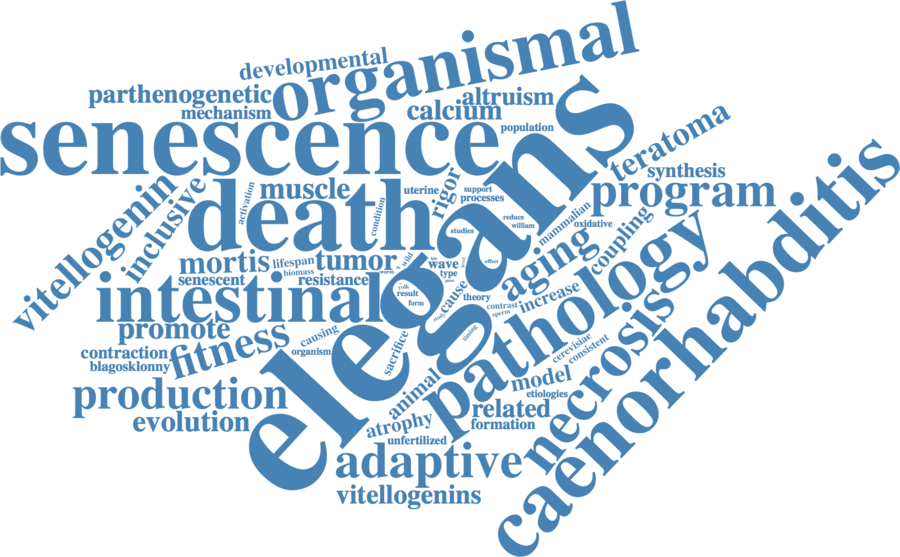 developmental
organismal
parthenogenetic
altruism
mechanism
calcium
senescence
population
teratoma
synthesis
vitellogenin
inclusive
activation
muscle
death
condition
uterine
rigor
support
processes
program
reduce
william
studies
mammalian
oxidative
coupling
elegans
caenorhabditis
mortis
lifespan
tumor
wild
wave
type
level
effect
aging
senescent
biomass
resistance
worm
intestinal
yolk
result
form
cause
theory
contrast
sperm
increase
pathology
promote
fitness
causing
organism
sacrifice
study
timing
cerevisiae
consistent
necrosis
contraction
blagosklonny
animal
model
etiologies
production
evolution
atrophy
related
formation
unfertilized
adaptive
vitellogenins